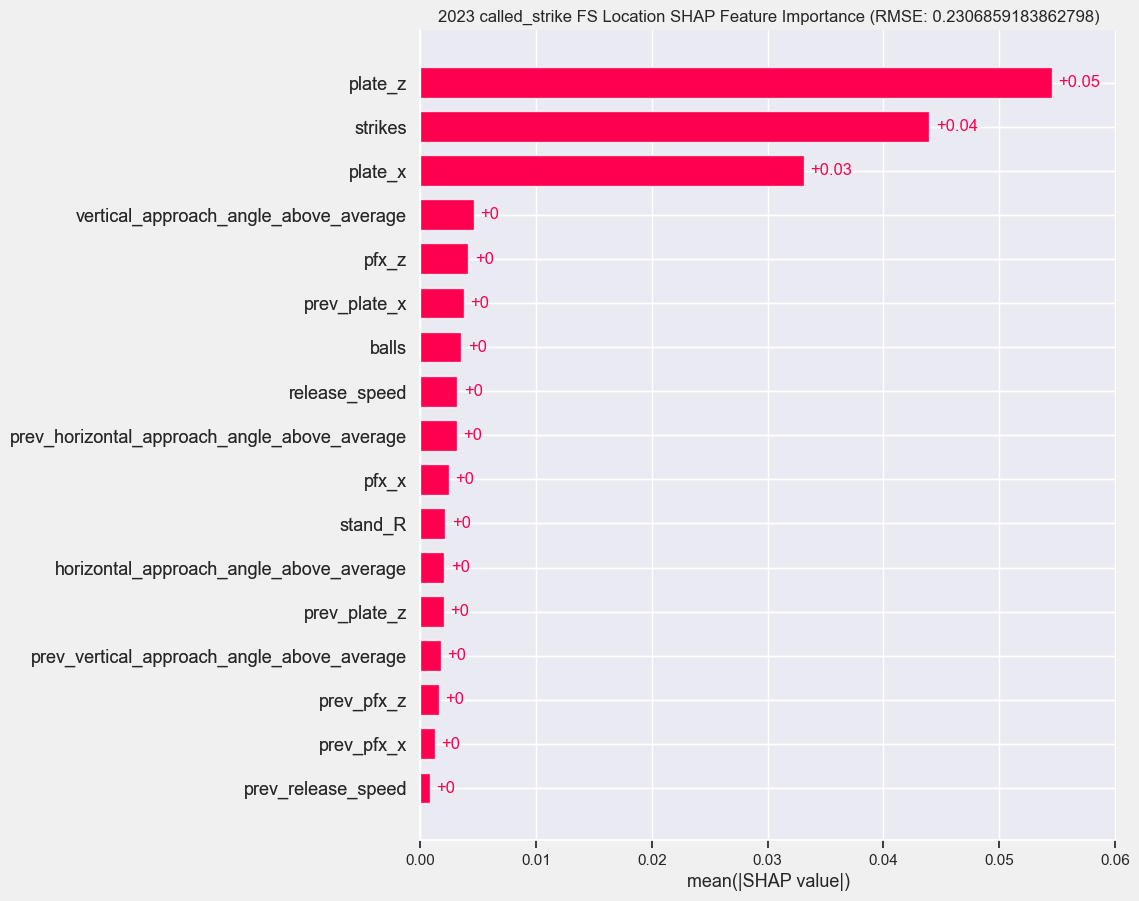 2023 called_strike FS Location SHAP Feature Importance (RMSE: 0.2306859183862798)
plate_z +0.05
strikes +0.04
plate_x +0.03
vertical_approach_angle_above_average +0
pfx_z +0
prev_plate_x +0
balls +0
release_speed +0
prev_horizontal_approach_angle_above_average +0
pfx_x +0
stand_R +0
horizontal_approach_angle_above_average +0
prev_plate_z +0
prev_vertical_approach_angle_above_average +0
prev_pfx_z +0
prev_pfx_x +0
prev_release_speed +0
0.00 0.01 0.02 0.03 0.04 0.05 0.06
mean(|SHAP value|)